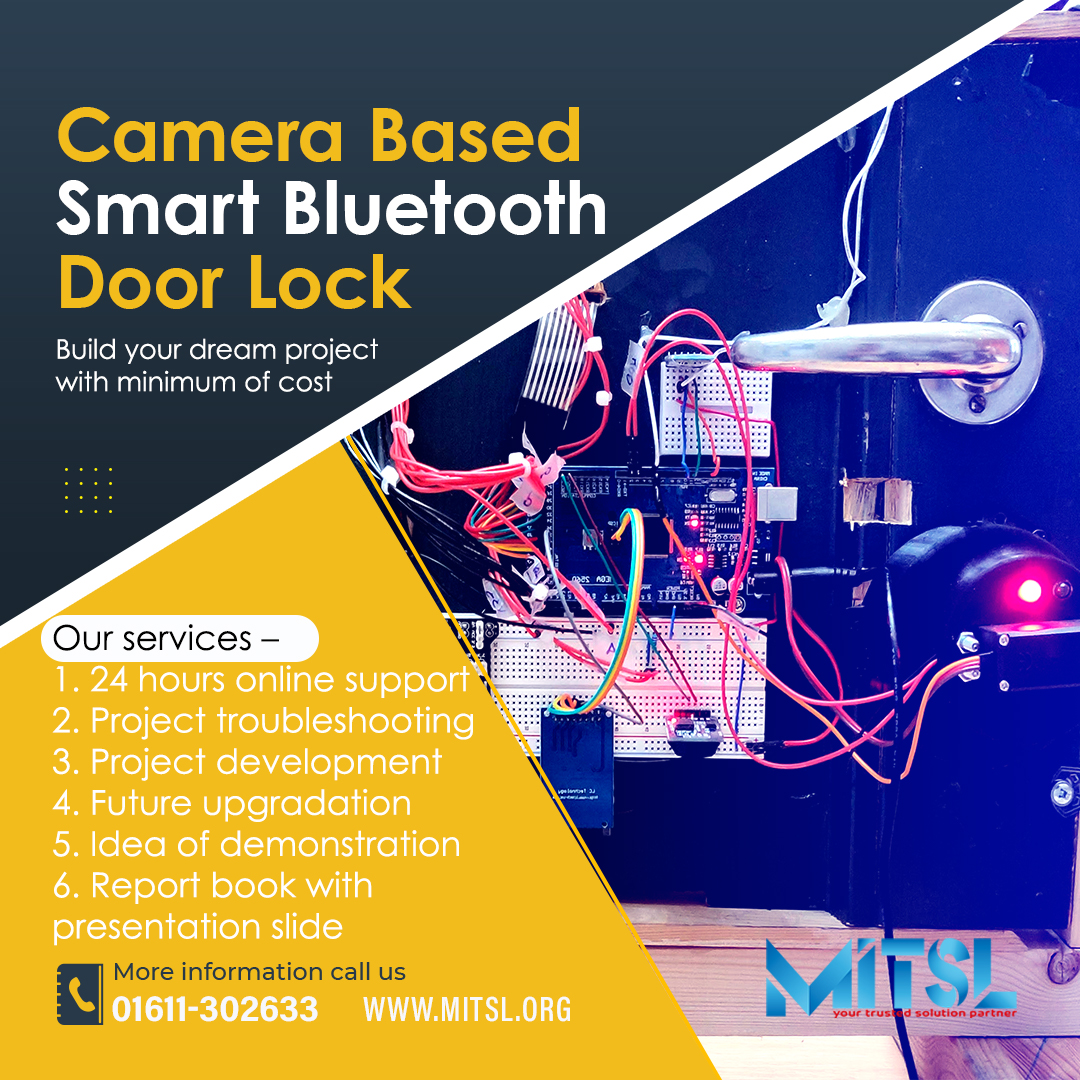 Camera Based
Smart Bluetooth
Door Lock
Build your dream project
with minimum of cost
Our services –
1. 24 hours online support
2. Project troubleshooting
3. Project development
4. Future upgradation
5. Idea of demonstration
6. Report book with
presentation slide
More information call us
01611-302633
WWW.MITSL.ORG
MiTSL
your trusted solution partner